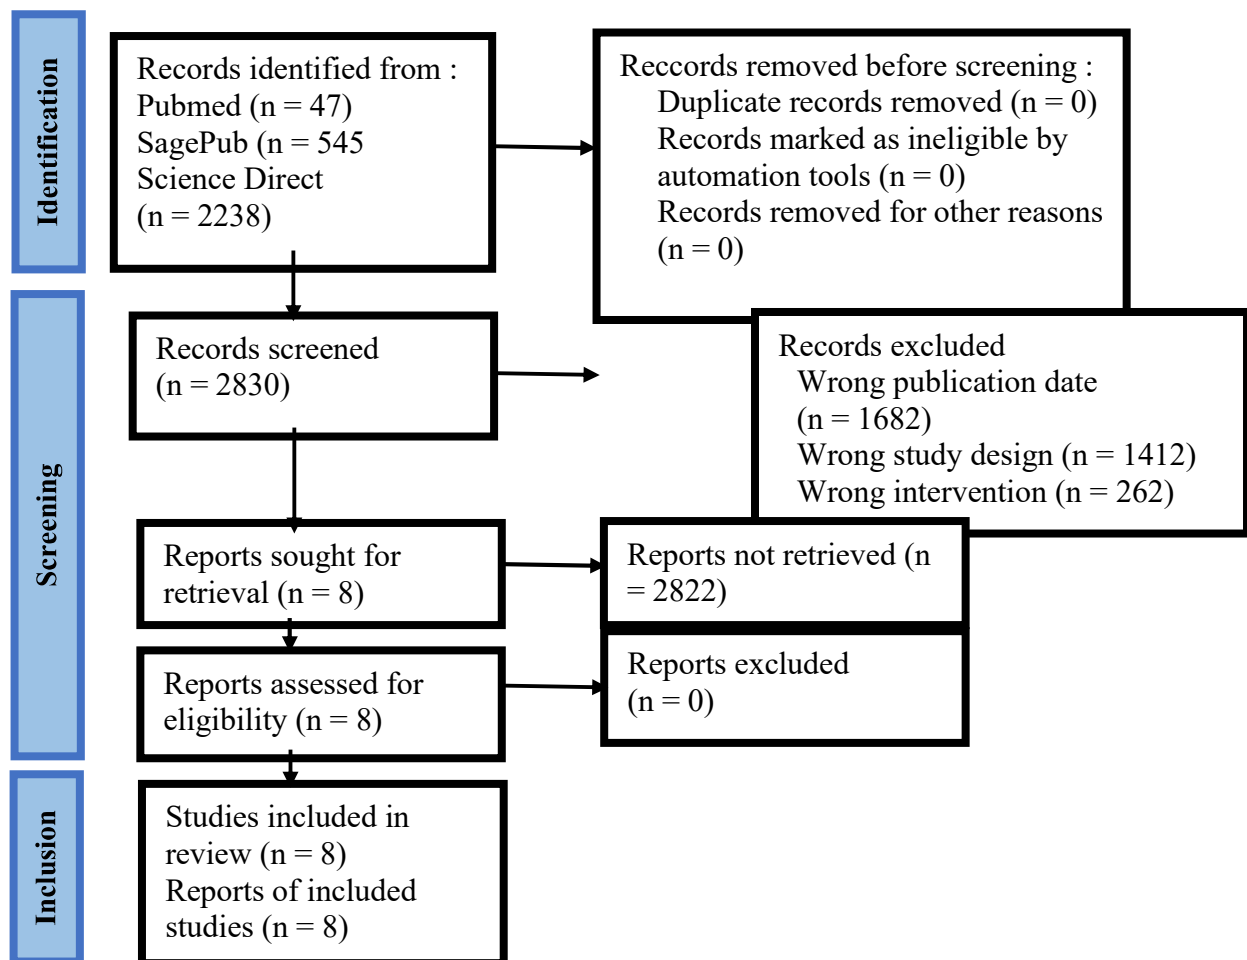 Identification
Records identified from :
Pubmed (n = 47)
SagePub (n = 545
Science Direct
(n = 2238)
Reccords removed before screening :
Duplicate records removed (n = 0)
Records marked as ineligible by
automation tools (n = 0)
Records removed for other reasons
(n = 0)
Screening
Records screened
(n = 2830)
Records excluded
Wrong publication date
(n = 1682)
Wrong study design (n = 1412)
Wrong intervention (n = 262)
Reports sought for
retrieval (n = 8)
Reports not retrieved (n
= 2822)
Reports assessed for
eligibility (n = 8)
Reports excluded
(n = 0)
Inclusion
Studies included in
review (n = 8)
Reports of included
studies (n = 8)